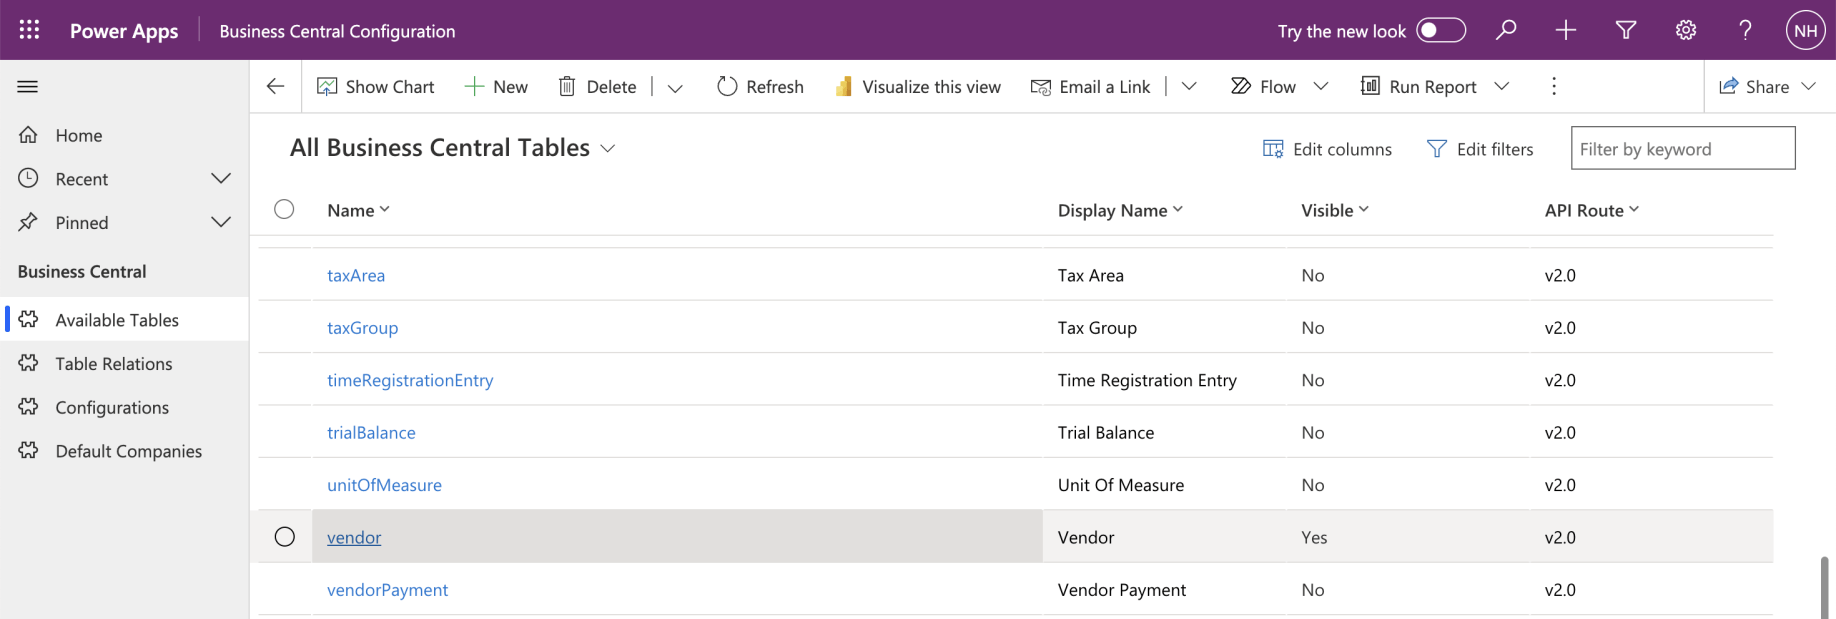 Power Apps Business Central Configuration Try the new look ? NH
Show Chart New Delete Refresh Visualize this view Email a Link Flow Run Report Share
Home
Recent
Pinned
Business Central
Available Tables
Table Relations
Configurations
Default Companies
All Business Central Tables Edit columns Edit filters Filter by keyword
Name Display Name Visible API Route
taxArea Tax Area No v2.0
taxGroup Tax Group No v2.0
timeRegistrationEntry Time Registration Entry No v2.0
trialBalance Trial Balance No v2.0
unitOfMeasure Unit Of Measure No v2.0
vendor Vendor Yes v2.0
vendorPayment Vendor Payment No v2.0